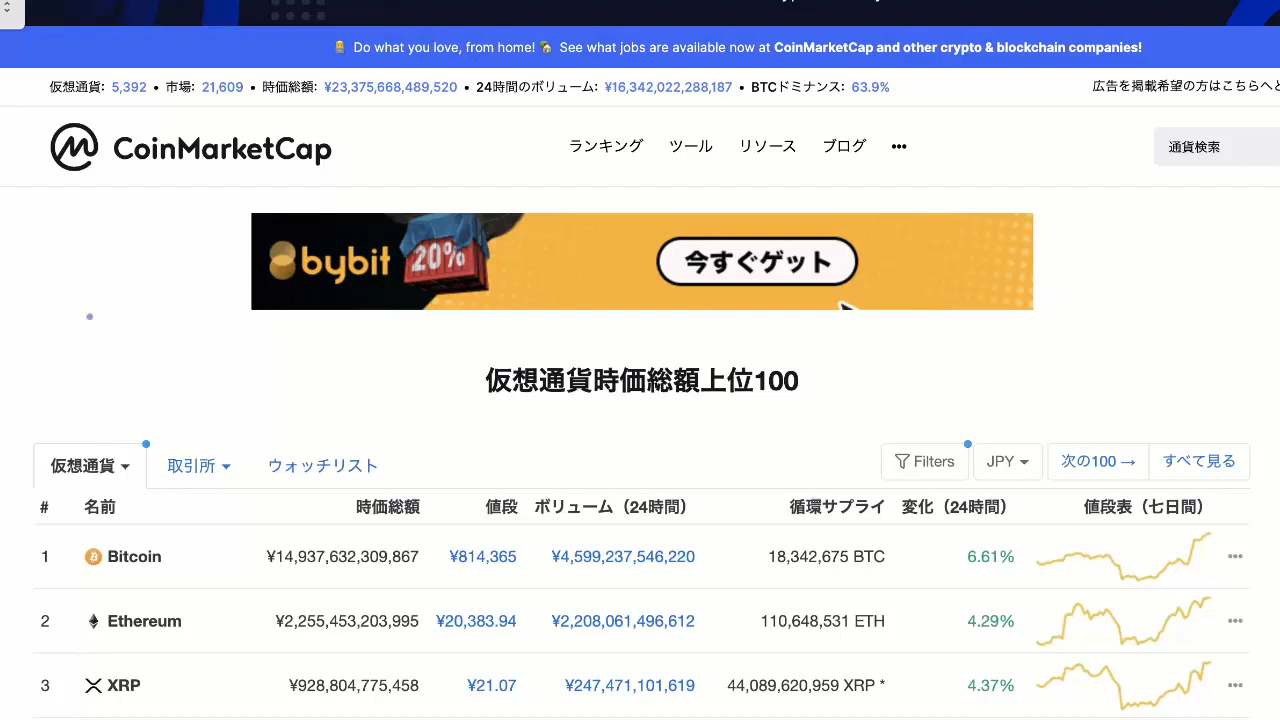 Do what you love, from home! See what jobs are available now at CoinMarketCap and other crypto & blockchain companies!
仮想通貨: 5,392 • 市場: 21,609 • 時価総額: ¥23,375,668,489,520 • 24時間のボリューム: ¥16,342,022,288,187 • BTCドミナンス: 63.9% 広告を掲載希望の方はこちらへ
CoinMarketCap ランキング ツール リソース ブログ ••• 通貨検索
bybit 20% 今すぐゲット
仮想通貨時価総額上位100
仮想通貨 取引所 ウォッチリスト Filters JPY 次の100 → すべて見る
# 名前 時価総額 値段 ボリューム（24時間） 循環サプライ 変化（24時間） 値段表（七日間）
1 Bitcoin ¥14,937,632,309,867 ¥814,365 ¥4,599,237,546,220 18,342,675 BTC 6.61%
2 Ethereum ¥2,255,453,203,995 ¥20,383.94 ¥2,208,061,496,612 110,648,531 ETH 4.29%
3 XRP ¥928,804,775,458 ¥21.07 ¥247,471,101,619 44,089,620,959 XRP * 4.37%